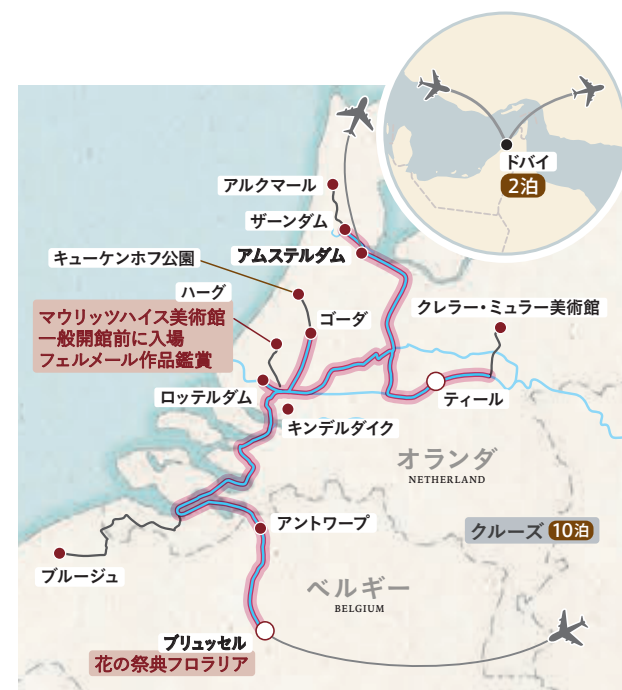 ドバイ
2泊
アルクマール
ザーンダム
アムステルダム
キューケンホフ公園
ハーグ
マウリッツハイス美術館
一般開館前に入場
フェルメール作品鑑賞
ゴーダ
クレラー・ミュラー美術館
ロッテルダム
ティール
キンデルダイク
オランダ
NETHERLAND
アントワープ
クルーズ 10泊
ブルージュ
ベルギー
BELGIUM
ブリュッセル
花の祭典フロラリア